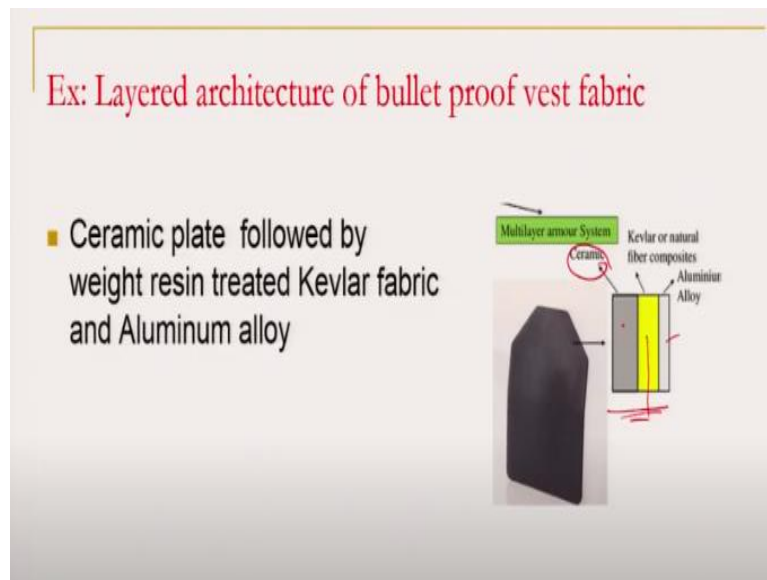 Ex: Layered architecture of bullet proof vest fabric
Ceramic plate followed by
weight resin treated Kevlar fabric
and Aluminum alloy
Multilayer armour System
Ceramic
Kevlar or natural
fiber composites
Aluminium
Alloy